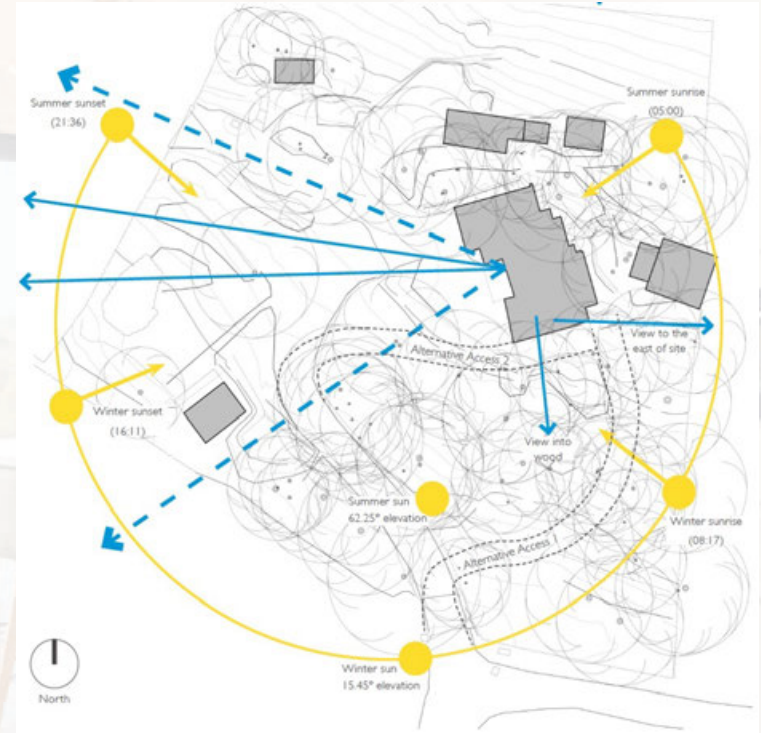 Summer sunset
(21:36)
Summer sunrise
(05:00)
View to the
east of site
Alternative Access 2
Winter sunset
(16:11)
View into
wood
Summer sun
62.25° elevation
Winter sunrise
(08:17)
Alternative Access 1
Winter sun
15.45° elevation
North